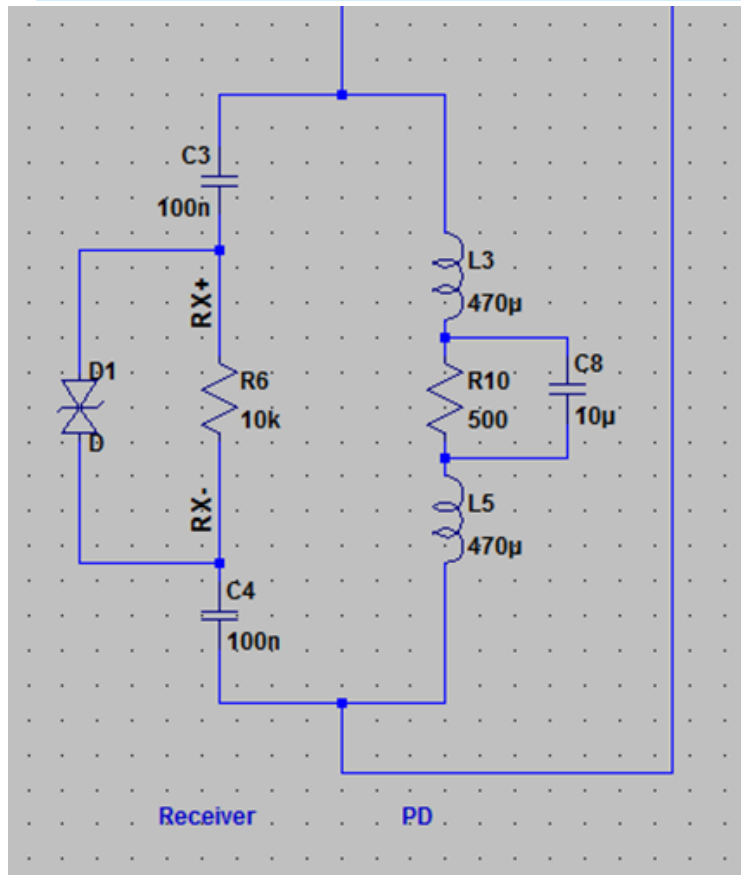 C3
100n
RX+
D1
D
R6
10k
RX-
C4
100n
L3
470µ
R10
500
C8
10µ
L5
470µ
Receiver
PD